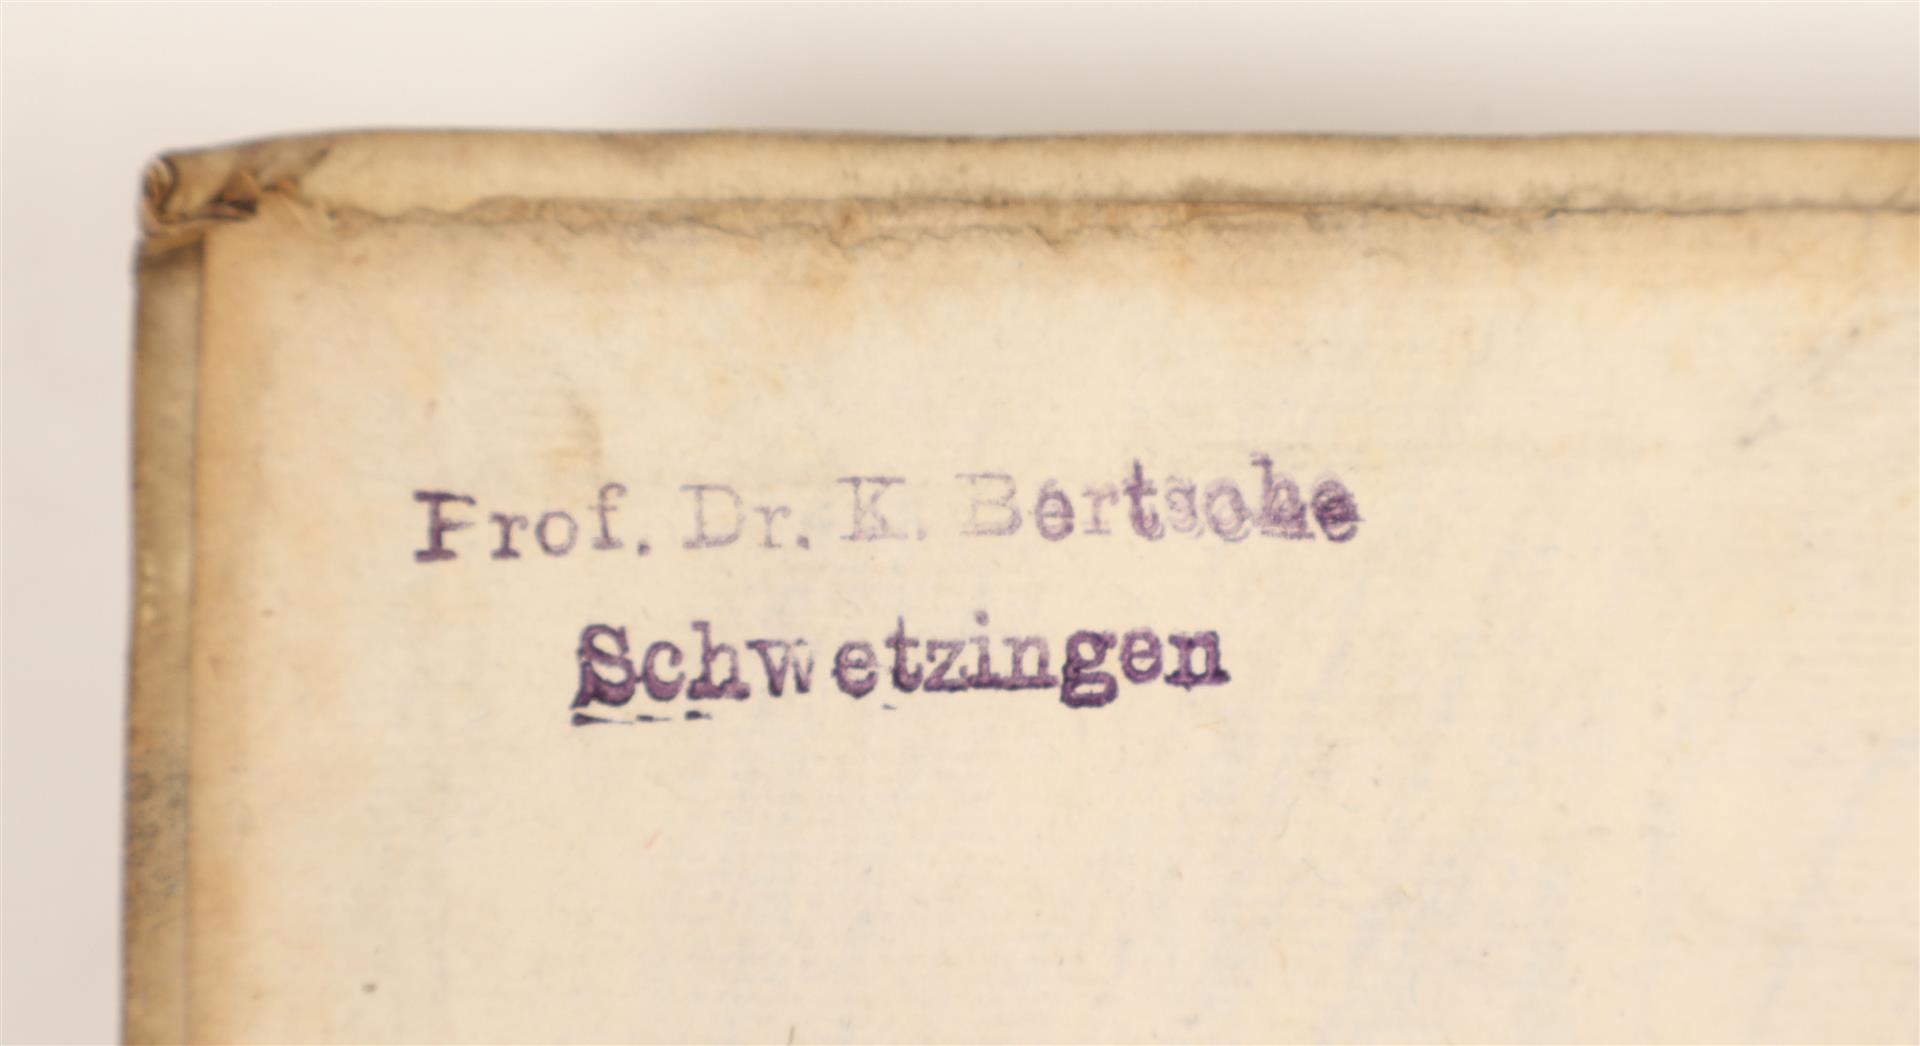 Prof. Dr. K. Bertsche
Schwetzingen